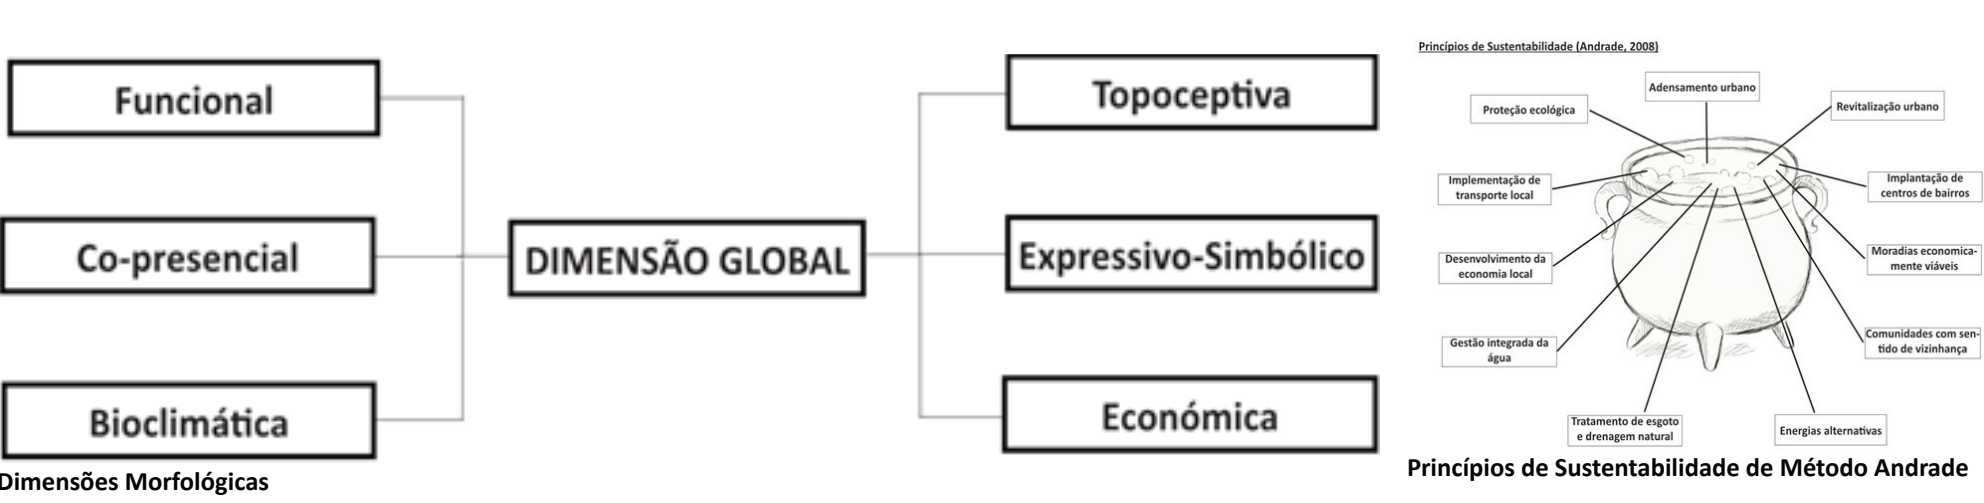 Funcional
Co-presencial
Bioclimática
DIMENSÃO GLOBAL
Topoceptiva
Expressivo-Simbólico
Económica
Dimensões Morfológicas
Princípios de Sustentabilidade (Andrade, 2008)
Adensamento urbano
Proteção ecológica
Revitalização urbano
Implementação de
transporte local
Implantação de
centros de bairros
Desenvolvimento da
economia local
Moradias economica-
mente viáveis
Gestão integrada da
água
Comunidades com sen-
tido de vizinhança
Tratamento de esgoto
e drenagem natural
Energias alternativas
Princípios de Sustentabilidade de Método Andrade